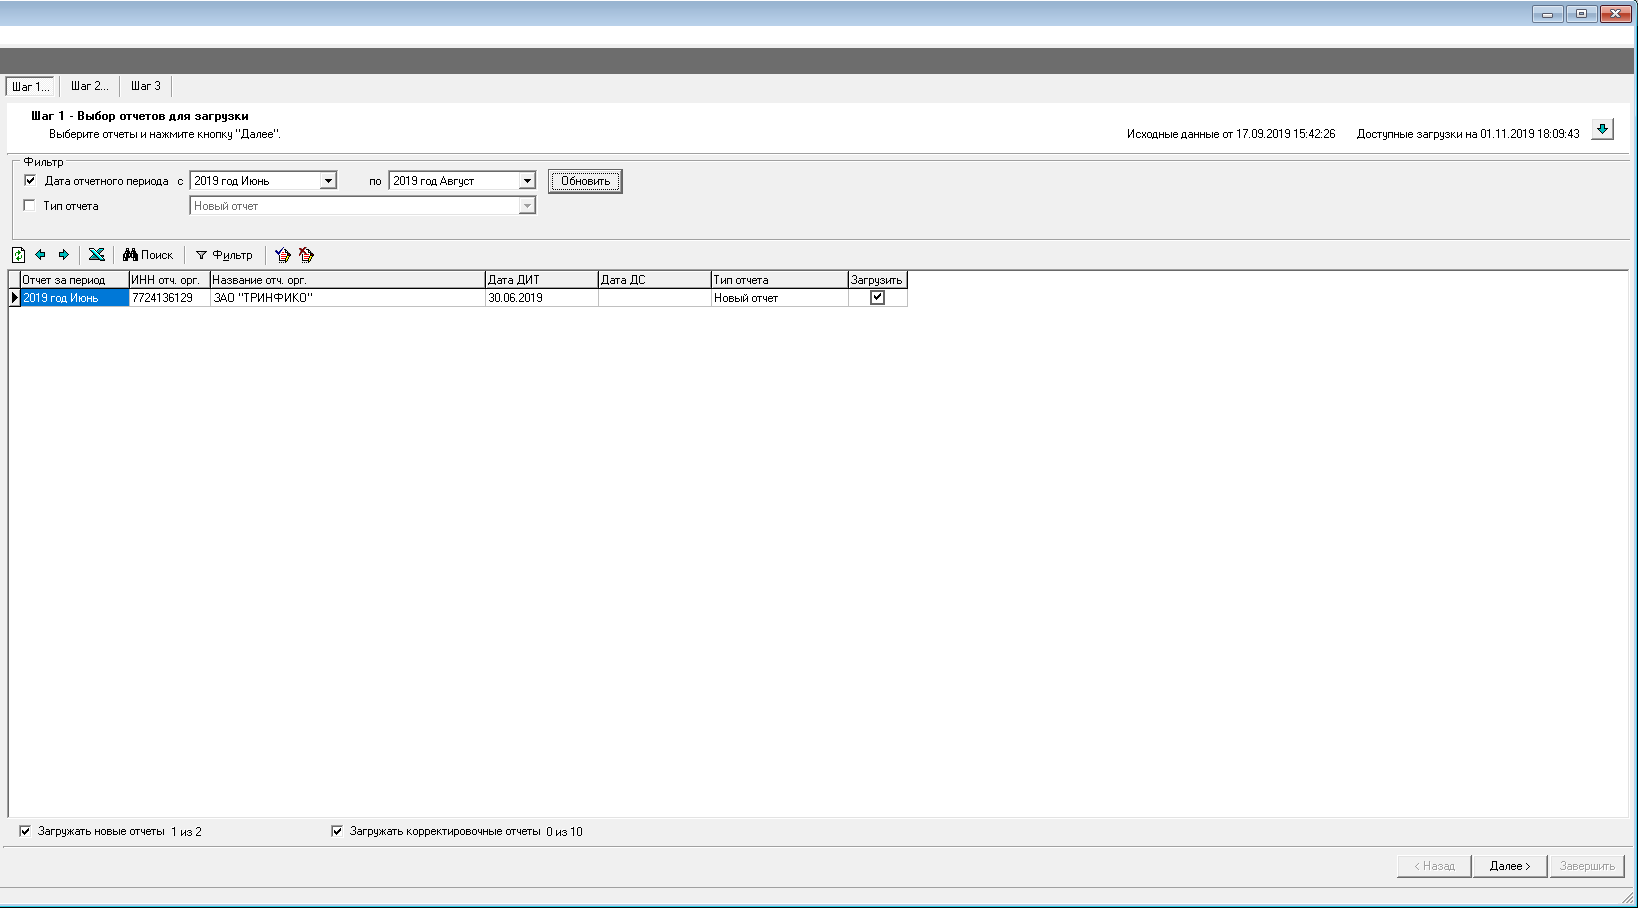 Шаг 1... Шаг 2... Шаг 3
Шаг 1 - Выбор отчетов для загрузки
Выберите отчеты и нажмите кнопку "Далее".
Исходные данные от 17.09.2019 15:42:26 Доступные загрузки на 01.11.2019 18:09:43
Фильтр
Дата отчетного периода с 2019 год Июнь по 2019 год Август Обновить
Тип отчета Новый отчет
Поиск Фильтр
Отчет за период ИНН отч. орг. Название отч. орг. Дата ДИТ Дата ДС Тип отчета Загрузить
2019 год Июнь 7724136129 ЗАО "ТРИНФИКО" 30.06.2019 Новый отчет
Загружать новые отчеты 1 из 2 Загружать корректировочные отчеты 0 из 10
< Назад Далее > Завершить